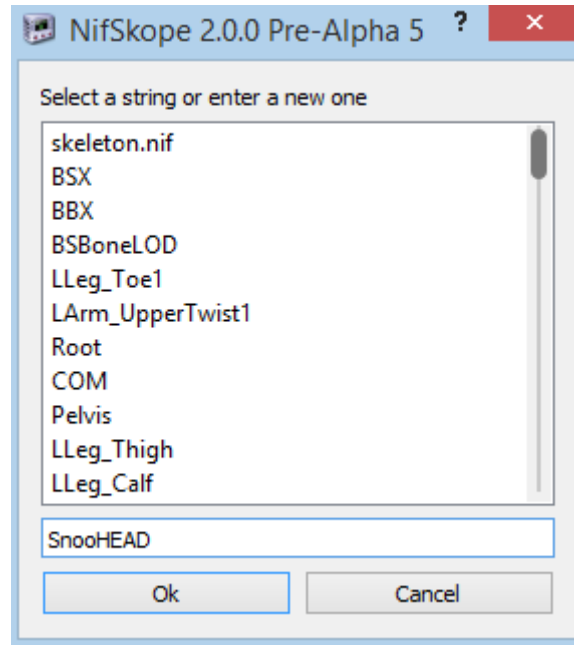 NifSkope 2.0.0 Pre-Alpha 5 ? ×
Select a string or enter a new one
skeleton.nif
BSX
BBX
BSBoneLOD
LLeg_Toe1
LArm_UpperTwist1
Root
COM
Pelvis
LLeg_Thigh
LLeg_Calf
SnooHEAD
Ok Cancel